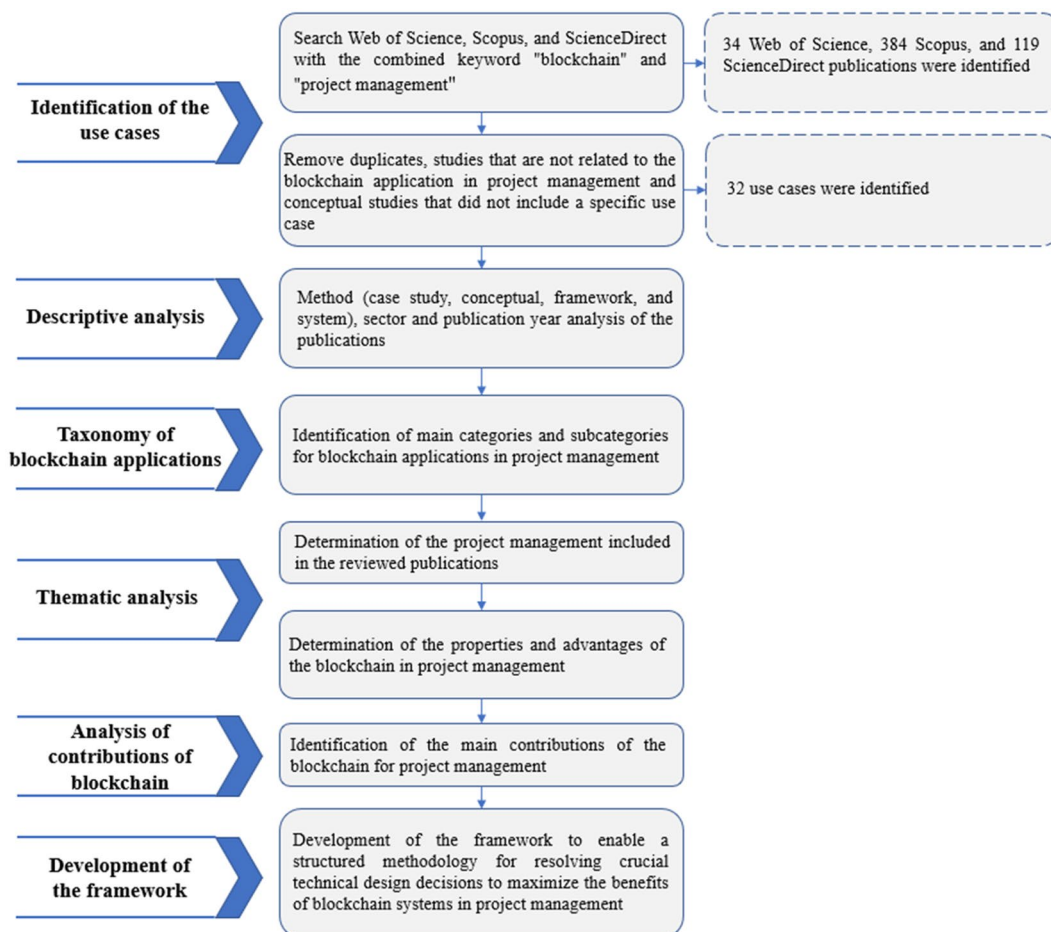 Search Web of Science, Scopus, and ScienceDirect
with the combined keyword "blockchain" and
"project management"
34 Web of Science, 384 Scopus, and 119
ScienceDirect publications were identified
Identification of the
use cases
Remove duplicates, studies that are not related to the
blockchain application in project management and
conceptual studies that did not include a specific use
case
32 use cases were identified
Descriptive analysis
Method (case study, conceptual, framework, and
system), sector and publication year analysis of the
publications
Taxonomy of
blockchain applications
Identification of main categories and subcategories
for blockchain applications in project management
Thematic analysis
Determination of the project management included
in the reviewed publications
Determination of the properties and advantages of
the blockchain in project management
Analysis of
contributions of
blockchain
Identification of the main contributions of the
blockchain for project management
Development of
the framework
Development of the framework to enable a
structured methodology for resolving crucial
technical design decisions to maximize the benefits
of blockchain systems in project management